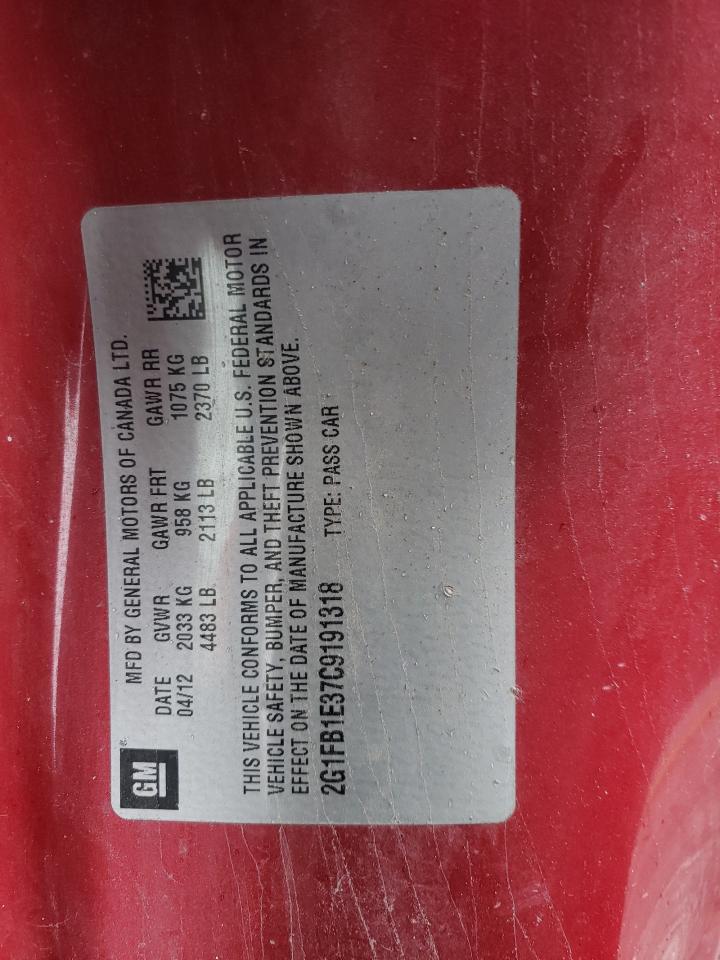 GM
MFD BY GENERAL MOTORS OF CANADA LTD.
DATE GVWR GAWR FRT GAWR RR
04/12 2033 KG 958 KG 1075 KG
4483 LB 2113 LB 2370 LB
THIS VEHICLE CONFORMS TO ALL APPLICABLE U.S. FEDERAL MOTOR
VEHICLE SAFETY, BUMPER, AND THEFT PREVENTION STANDARDS IN
EFFECT ON THE DATE OF MANUFACTURE SHOWN ABOVE.
2G1FB1E37C9191318 TYPE: PASS CAR